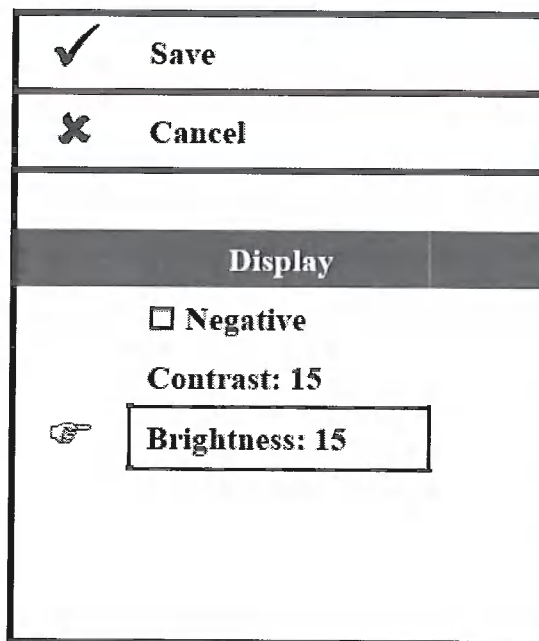 Save
Cancel
Display
Negative
Contrast: 15
Brightness: 15